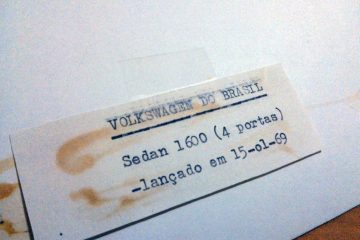 VOLKSWAGEN DO BRASIL
Sedan 1600 (4 portas)
-lançado em 15-01-69